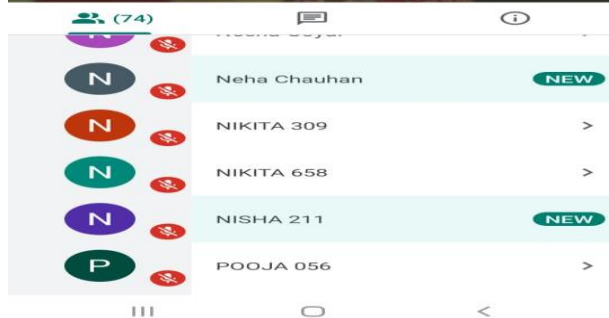 (74)
N
Neha Chauhan NEW
N
NIKITA 309
N
NIKITA 658
N
NISHA 211 NEW
P
POOJA 056